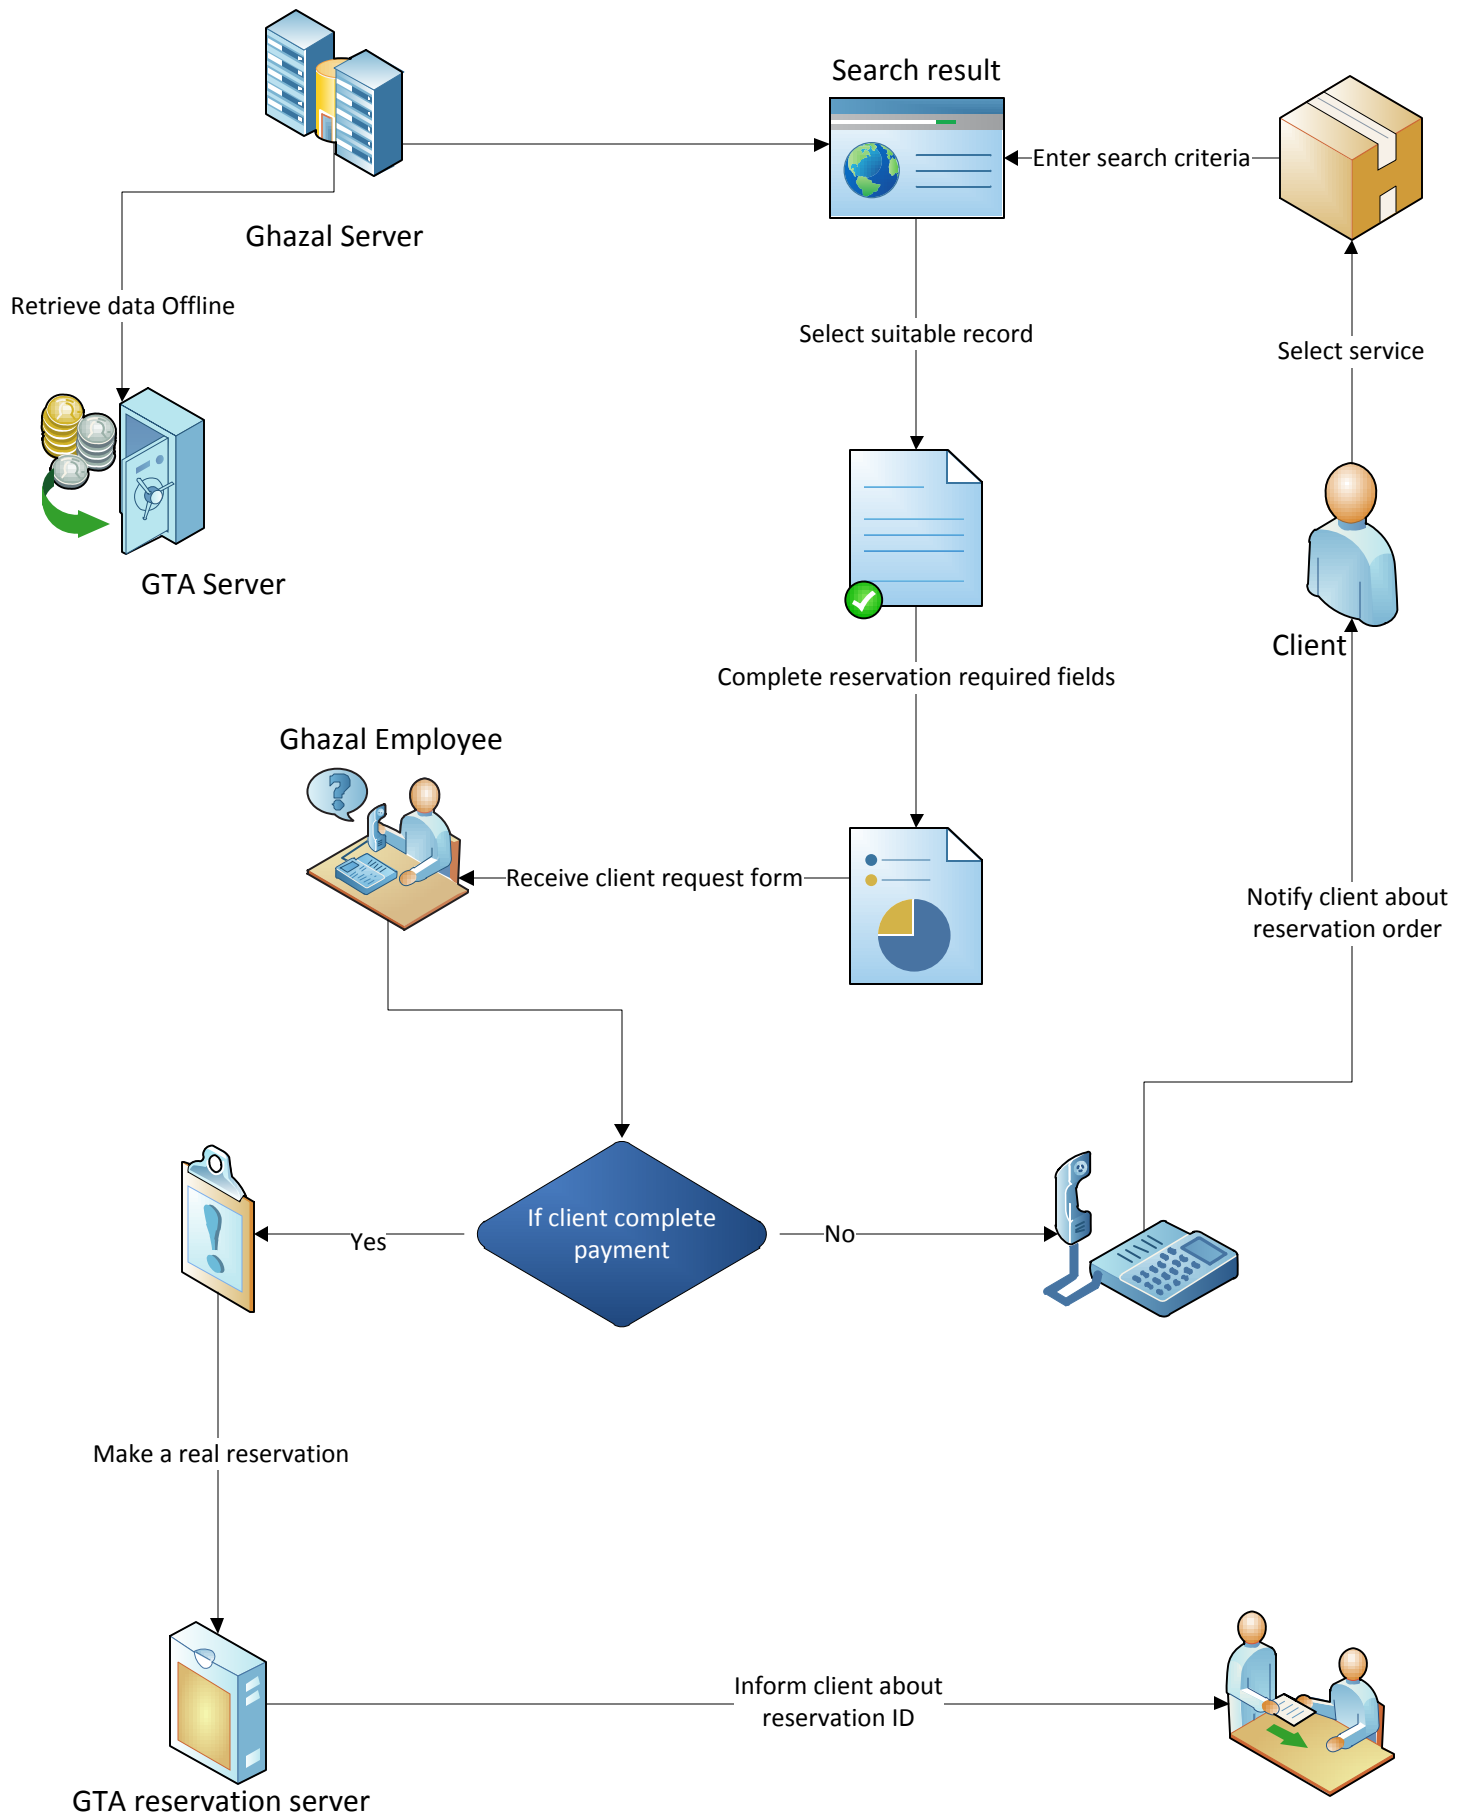 Search result
Enter search criteria
Ghazal Server
Retrieve data Offline
Select suitable record
Select service
GTA Server
Client
Complete reservation required fields
Ghazal Employee
Receive client request form
Notify client about
reservation order
If client complete
payment
Yes
No
Make a real reservation
Inform client about
reservation ID
GTA reservation server